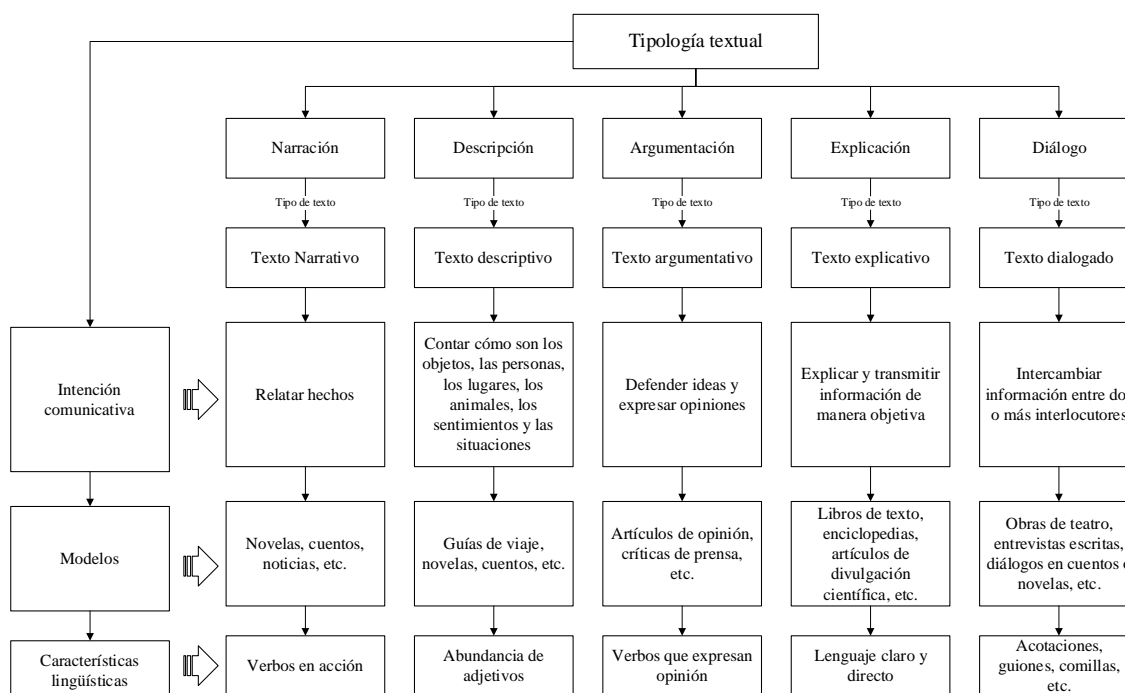 Tipología textual
Narración
Descripción
Argumentación
Explicación
Diálogo
Tipo de texto
Tipo de texto
Tipo de texto
Tipo de texto
Tipo de texto
Texto Narrativo
Texto descriptivo
Texto argumentativo
Texto explicativo
Texto dialogado
Intención
comunicativa
Relatar hechos
Contar cómo son los
objetos, las personas,
los lugares, los
animales, los
sentimientos y las
situaciones
Defender ideas y
expresar opiniones
Explicar y transmitir
información de
manera objetiva
Intercambiar
información entre do
o más interlocutores
Modelos
Novelas, cuentos,
noticias, etc.
Guías de viaje,
novelas, cuentos, etc.
Artículos de opinión,
críticas de prensa,
etc.
Libros de texto,
enciclopedias,
artículos de
divulgación
científica, etc.
Obras de teatro,
entrevistas escritas,
diálogos en cuentos
novelas, etc.
Características
lingüísticas
Verbos en acción
Abundancia de
adjetivos
Verbos que expresan
opinión
Lenguaje claro y
directo
Acotaciones,
guiones, comillas,
etc.